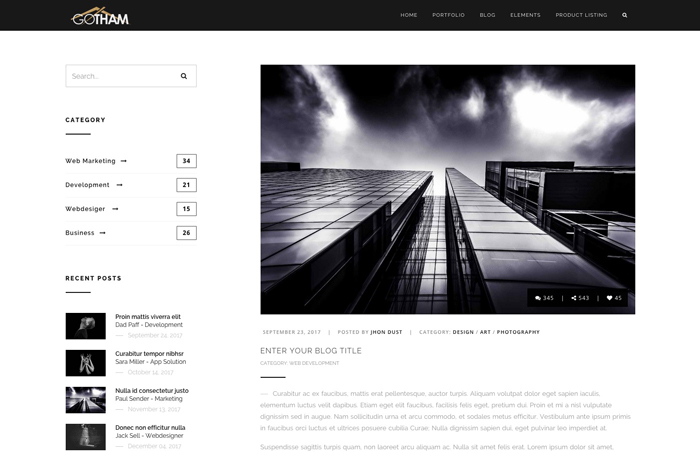 GOTHAM
HOME PORTFOLIO BLOG ELEMENTS PRODUCT LISTING
Search...
CATEGORY
Web Marketing 34
Development 21
Webdesiger 15
Business 26
RECENT POSTS
Proin mattis viverra elit
Dad Paff - Development
September 22, 2017
Curabitur tempor nibhsr
Sara Miller - App Solution
October 14, 2017
Nulla id consectetur justo
Paul Sender - Marketing
November 13, 2017
Donec non efficitur nulla
Jack Sell - Webdesigner
December 04, 2017
345 | 543 | 45
SEPTEMBER 23, 2017 | POSTED BY JHON DUST | CATEGORY: DESIGN / ART / PHOTOGRAPHY
ENTER YOUR BLOG TITLE
CATEGORY: WEB DEVELOPMENT
Curabitur ac ex faucibus, mattis erat pellentesque, auctor turpis. Aliquam volutpat dolor eget sapien iaculis,
elementum luctus velit dapibus. Etiam eget elit faucibus, facilisis felis eget, pretium dui. Proin et mi a nisl vulputate
dignissim sed in augue. Nam sollicitudin urna et arcu commodo, et sodales metus efficitur. Vestibulum ante ipsum primis
in faucibus orci luctus et ultrices posuere cubilia Curae. Nulla dignissim sapien dui, eget pulvinar leo imperdiet at.
Suspendisse sagittis turpis quam, non laoreet arcu aliquam ac. Nulla sit amet felis erat. Lorem ipsum dolor sit amet,